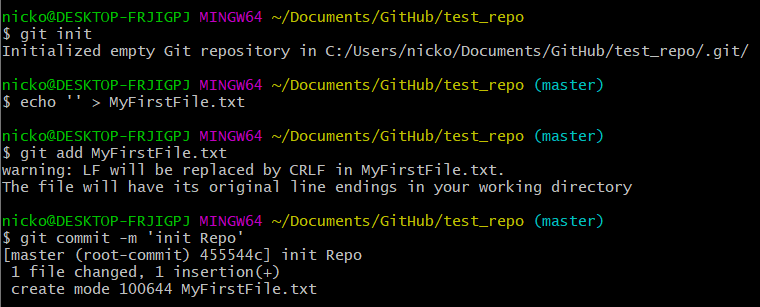 nicko@DESKTOP-FRJIGPJ MINGW64 ~/Documents/GitHub/test_repo
$ git init
Initialized empty Git repository in C:/Users/nicko/Documents/GitHub/test_repo/.git/
nicko@DESKTOP-FRJIGPJ MINGW64 ~/Documents/GitHub/test_repo (master)
$ echo '' > MyFirstFile.txt
nicko@DESKTOP-FRJIGPJ MINGW64 ~/Documents/GitHub/test_repo (master)
$ git add MyFirstFile.txt
warning: LF will be replaced by CRLF in MyFirstFile.txt.
The file will have its original line endings in your working directory
nicko@DESKTOP-FRJIGPJ MINGW64 ~/Documents/GitHub/test_repo (master)
$ git commit -m 'init Repo'
[master (root-commit) 455544c] init Repo
1 file changed, 1 insertion(+)
create mode 100644 MyFirstFile.txt